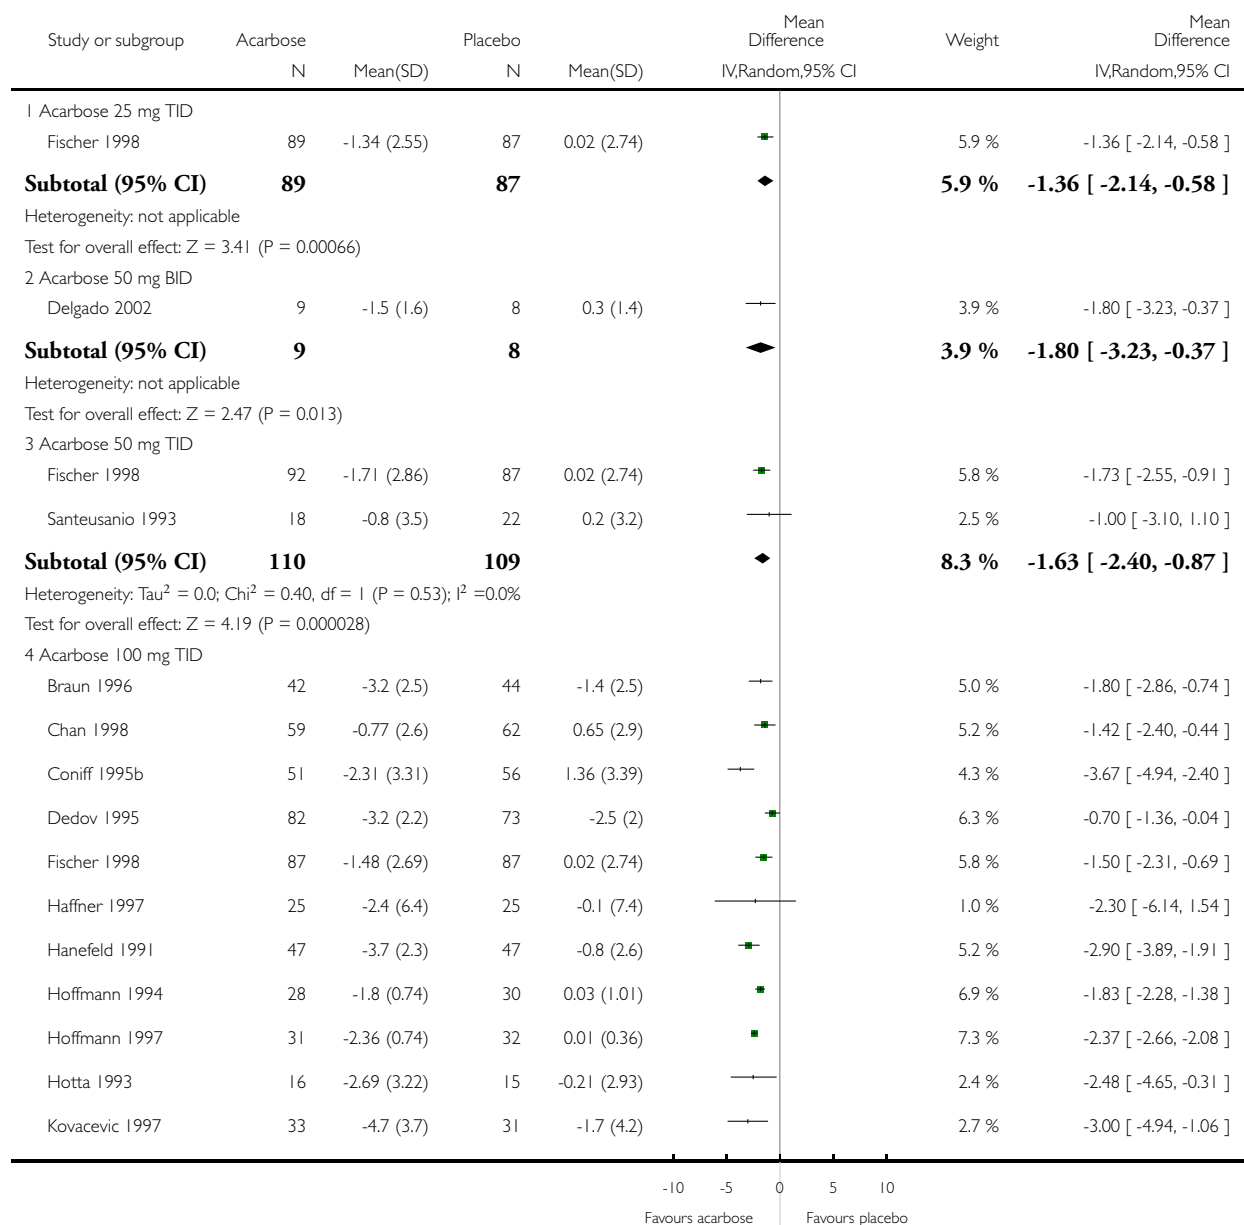 Study or subgroup Acarbose Placebo Mean Difference Weight Mean Difference
N Mean(SD) N Mean(SD) IV,Random,95% CI IV,Random,95% CI
1 Acarbose 25 mg TID
Fischer 1998 89 -1.34 (2.55) 87 0.02 (2.74) 5.9 % -1.36 [ -2.14, -0.58 ]
Subtotal (95% CI) 89 87 5.9 % -1.36 [ -2.14, -0.58 ]
Heterogeneity: not applicable
Test for overall effect: Z = 3.41 (P = 0.00066)
2 Acarbose 50 mg BID
Delgado 2002 9 -1.5 (1.6) 8 0.3 (1.4) 3.9 % -1.80 [ -3.23, -0.37 ]
Subtotal (95% CI) 9 8 3.9 % -1.80 [ -3.23, -0.37 ]
Heterogeneity: not applicable
Test for overall effect: Z = 2.47 (P = 0.013)
3 Acarbose 50 mg TID
Fischer 1998 92 -1.71 (2.86) 87 0.02 (2.74) 5.8 % -1.73 [ -2.55, -0.91 ]
Santeusanio 1993 18 -0.8 (3.5) 22 0.2 (3.2) 2.5 % -1.00 [ -3.10, 1.10 ]
Subtotal (95% CI) 110 109 8.3 % -1.63 [ -2.40, -0.87 ]
Heterogeneity: Tau² = 0.0; Chi² = 0.40, df = 1 (P = 0.53); I² =0.0%
Test for overall effect: Z = 4.19 (P = 0.000028)
4 Acarbose 100 mg TID
Braun 1996 42 -3.2 (2.5) 44 -1.4 (2.5) 5.0 % -1.80 [ -2.86, -0.74 ]
Chan 1998 59 -0.77 (2.6) 62 0.65 (2.9) 5.2 % -1.42 [ -2.40, -0.44 ]
Coniff 1995b 51 -2.31 (3.31) 56 1.36 (3.39) 4.3 % -3.67 [ -4.94, -2.40 ]
Dedov 1995 82 -3.2 (2.2) 73 -2.5 (2) 6.3 % -0.70 [ -1.36, -0.04 ]
Fischer 1998 87 -1.48 (2.69) 87 0.02 (2.74) 5.8 % -1.50 [ -2.31, -0.69 ]
Haffner 1997 25 -2.4 (6.4) 25 -0.1 (7.4) 1.0 % -2.30 [ -6.14, 1.54 ]
Hanefeld 1991 47 -3.7 (2.3) 47 -0.8 (2.6) 5.2 % -2.90 [ -3.89, -1.91 ]
Hoffmann 1994 28 -1.8 (0.74) 30 0.03 (1.01) 6.9 % -1.83 [ -2.28, -1.38 ]
Hoffmann 1997 31 -2.36 (0.74) 32 0.01 (0.36) 7.3 % -2.37 [ -2.66, -2.08 ]
Hotta 1993 16 -2.69 (3.22) 15 -0.21 (2.93) 2.4 % -2.48 [ -4.65, -0.31 ]
Kovacevic 1997 33 -4.7 (3.7) 31 -1.7 (4.2) 2.7 % -3.00 [ -4.94, -1.06 ]
-10 -5 0 5 10
Favours acarbose Favours placebo